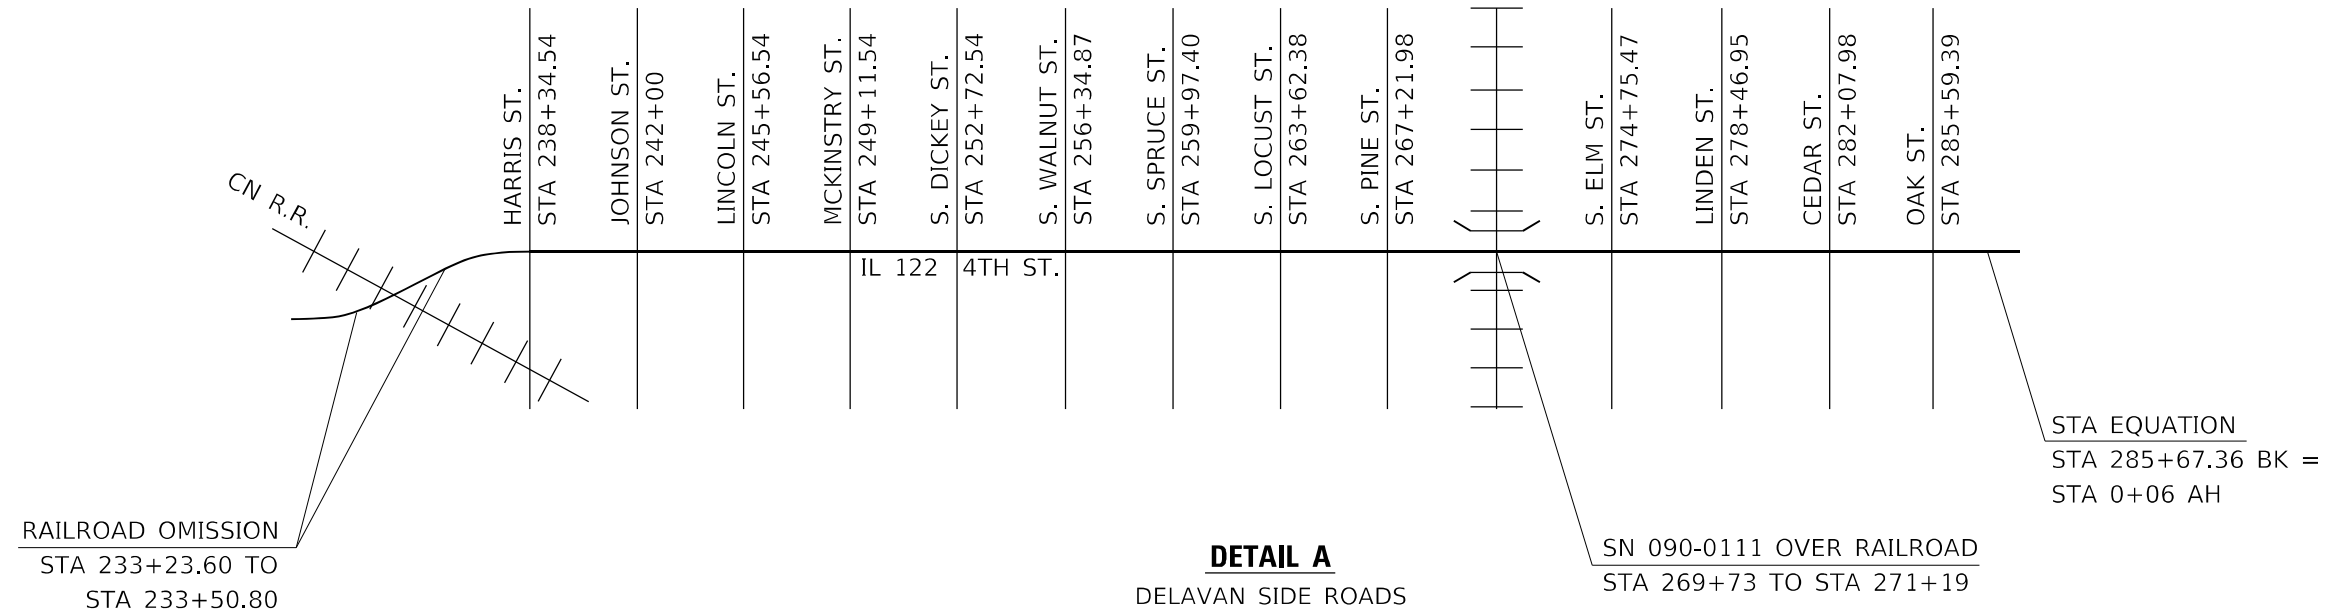 HARRIS ST.
STA 238+34.54
JOHNSON ST.
STA 242+00
LINCOLN ST.
STA 245+56.54
MCKINSTRY ST.
STA 249+11.54
S. DICKEY ST.
STA 252+72.54
S. WALNUT ST.
STA 256+34.87
S. SPRUCE ST.
STA 259+97.40
S. LOCUST ST.
STA 263+62.38
S. PINE ST.
STA 267+21.98
S. ELM ST.
STA 274+75.47
LINDEN ST.
STA 278+46.95
CEDAR ST.
STA 282+07.98
OAK ST.
STA 285+59.39
CN R.R.
IL 122 4TH ST.
STA EQUATION
STA 285+67.36 BK =
STA 0+06 AH
RAILROAD OMISSION
STA 233+23.60 TO
STA 233+50.80
DETAIL A
DELAVAN SIDE ROADS
SN 090-0111 OVER RAILROAD
STA 269+73 TO STA 271+19